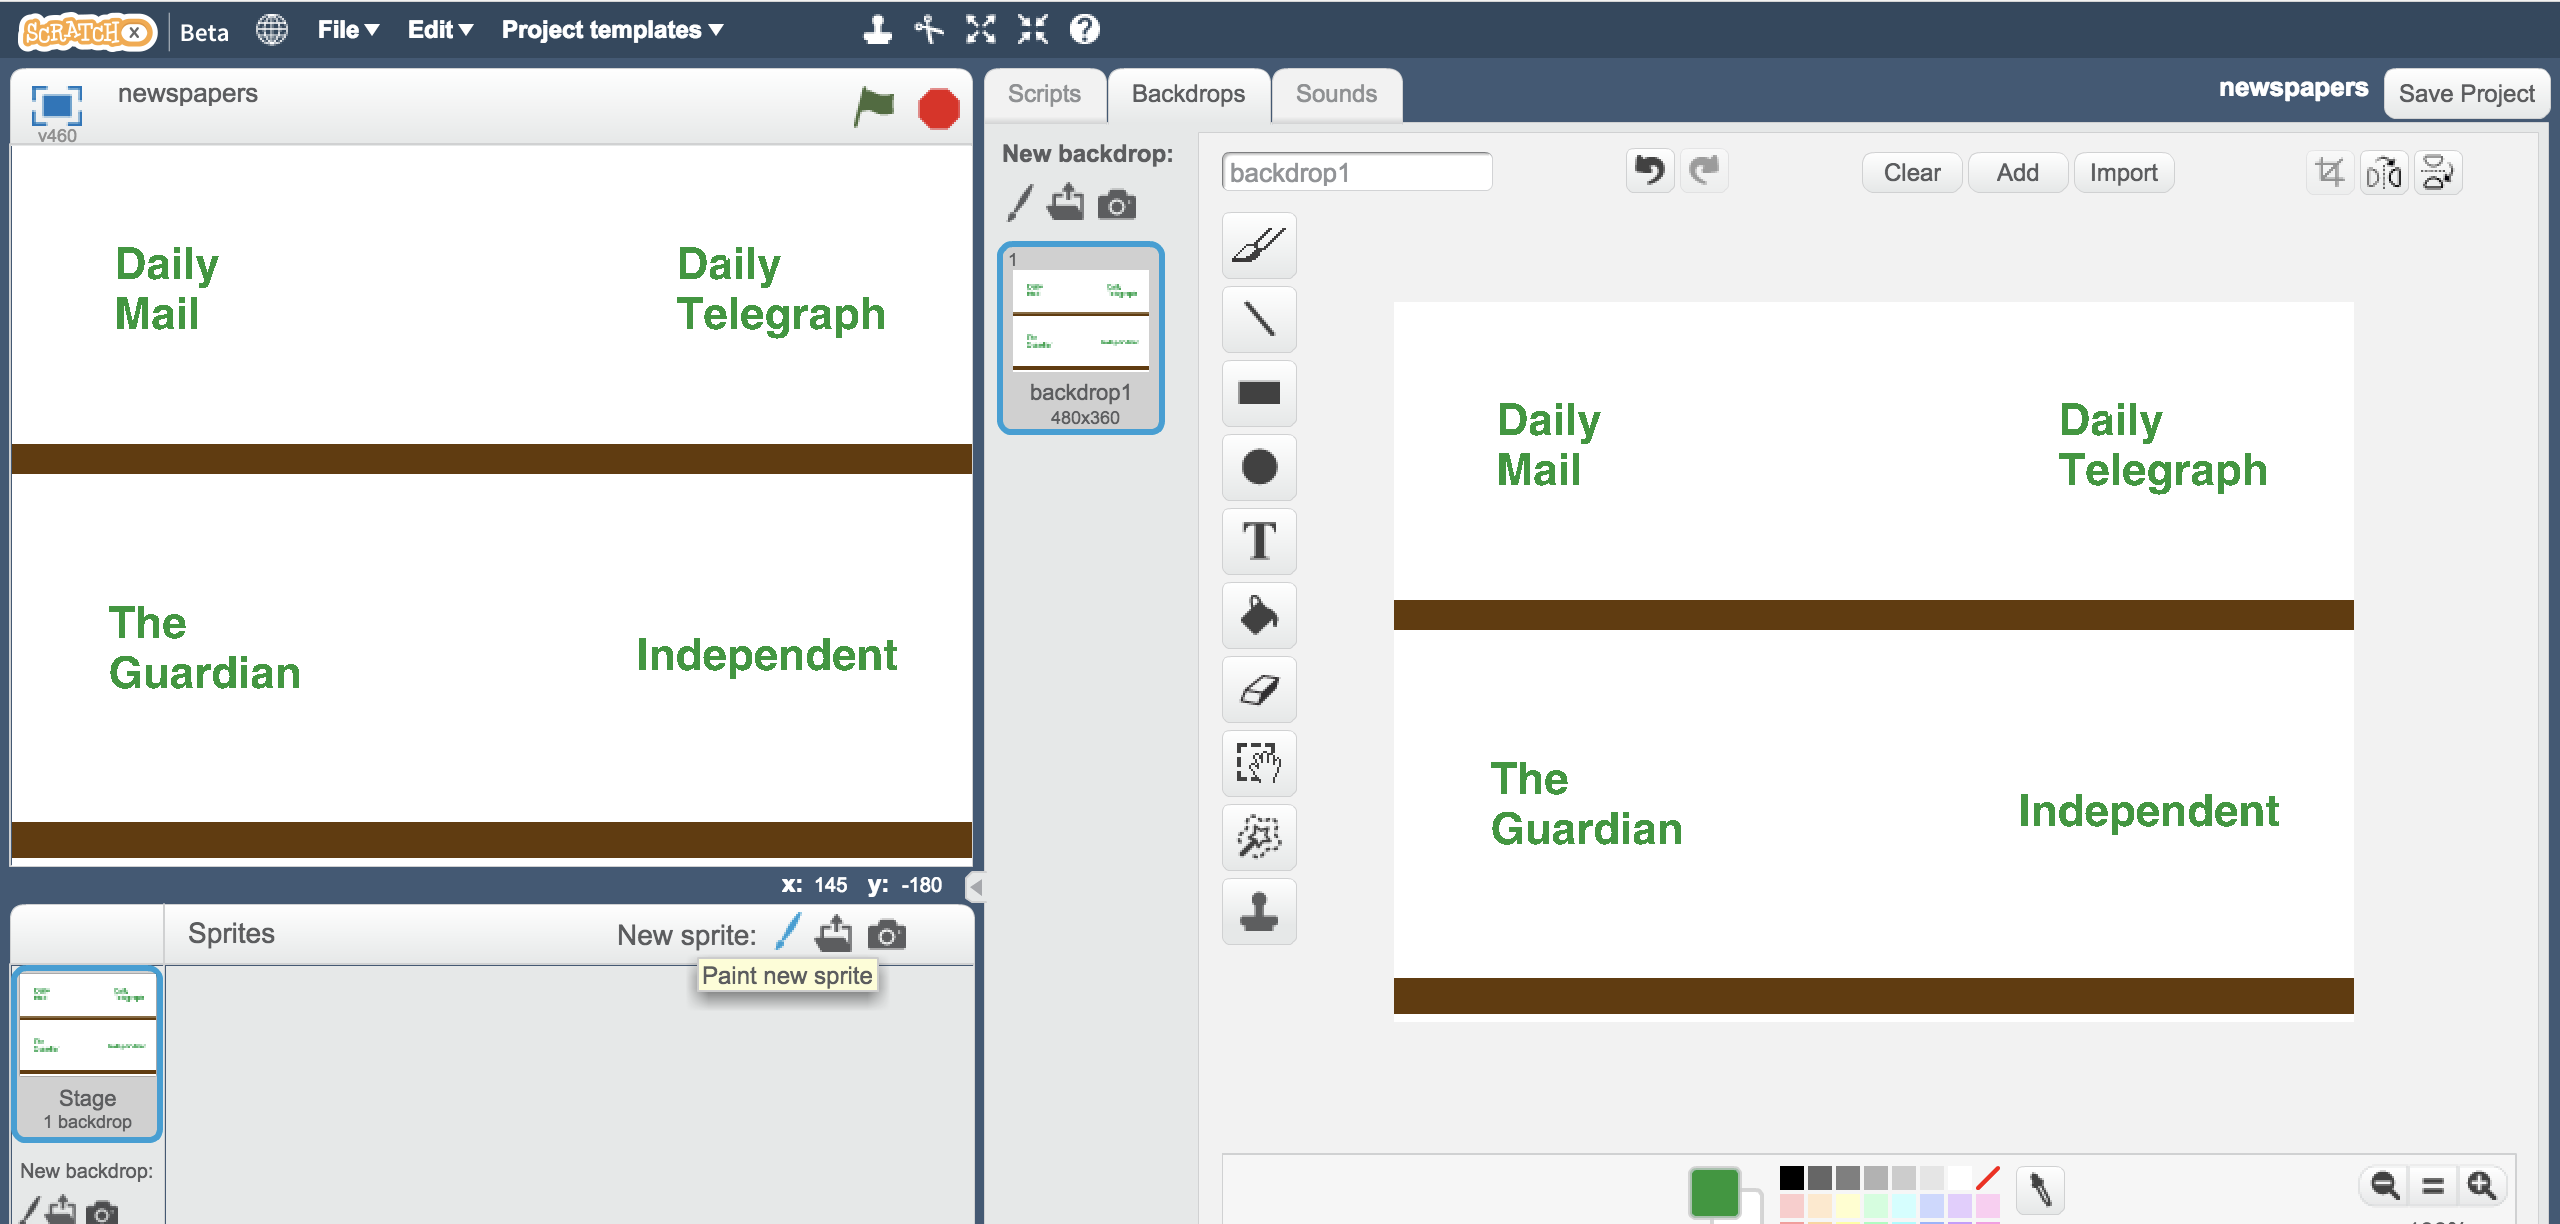 SCRATCHX Beta File Edit Project templates
newspapers
v460
Daily
Mail
Daily
Telegraph
The
Guardian
Independent
x: 145 y: -180
Sprites New sprite:
Paint new sprite
Stage
1 backdrop
New backdrop:
Scripts Backdrops Sounds
newspapers Save Project
New backdrop:
1
backdrop1
480x360
backdrop1
Clear Add Import
T
Daily
Mail
Daily
Telegraph
The
Guardian
Independent